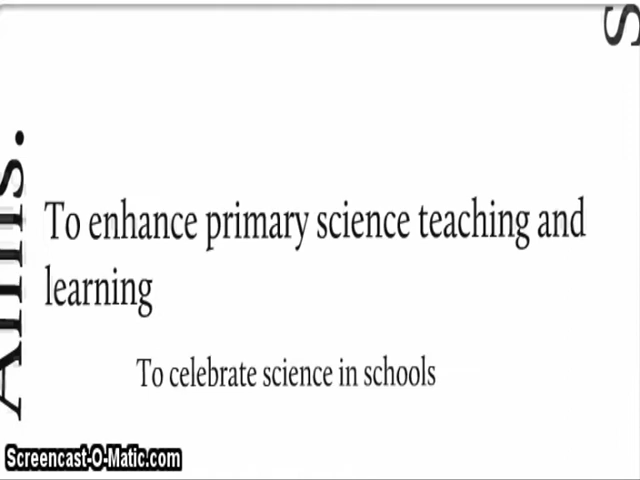 Aims.
To enhance primary science teaching and
learning
To celebrate science in schools
Screencast-O-Matic.com